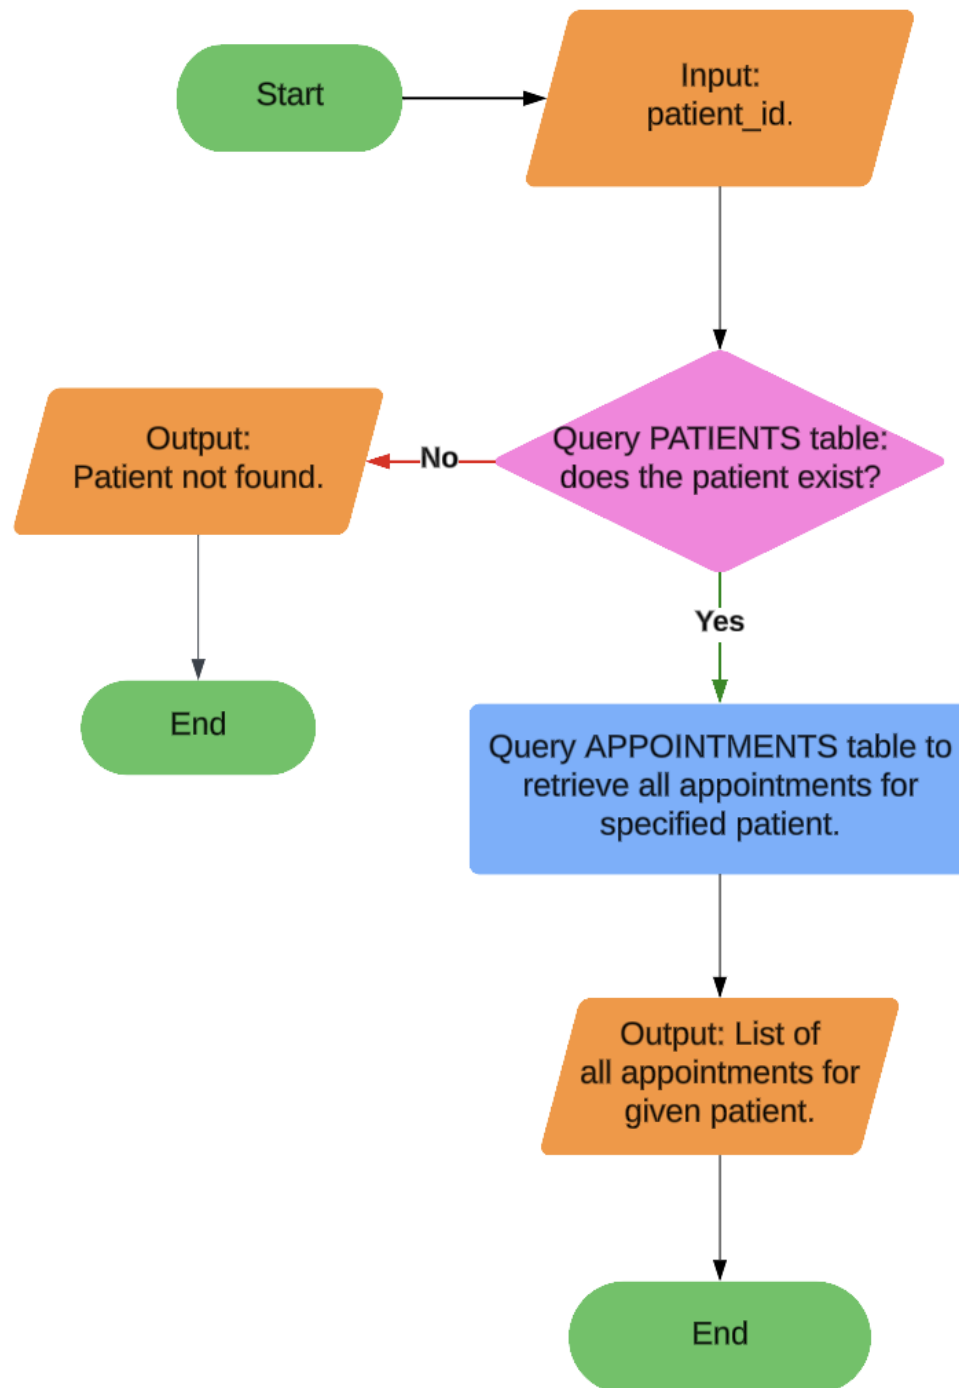 Start
Input:
patient_id.
Query PATIENTS table:
does the patient exist?
No
Output:
Patient not found.
End
Yes
Query APPOINTMENTS table to
retrieve all appointments for
specified patient.
Output: List of
all appointments for
given patient.
End